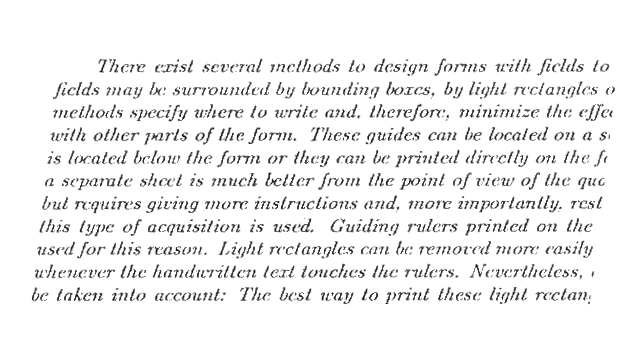 There exist several methods to design forms with fields to
fields may be surrounded by bounding boxes, by light rectangles o
methods specify where to write and, therefore, minimize the effe
with other parts of the form. These guides can be located on a s
is located below the form or they can be printed directly on the f
a separate sheet is much better from the point of view of the qua
but requires giving more instructions and, more importantly, rest
this type of acquisition is used. Guiding rulers printed on the
used for this reason. Light rectangles can be removed more easily
whenever the handwritten text touches the rulers. Nevertheless,
be taken into account: The best way to print these light rectan